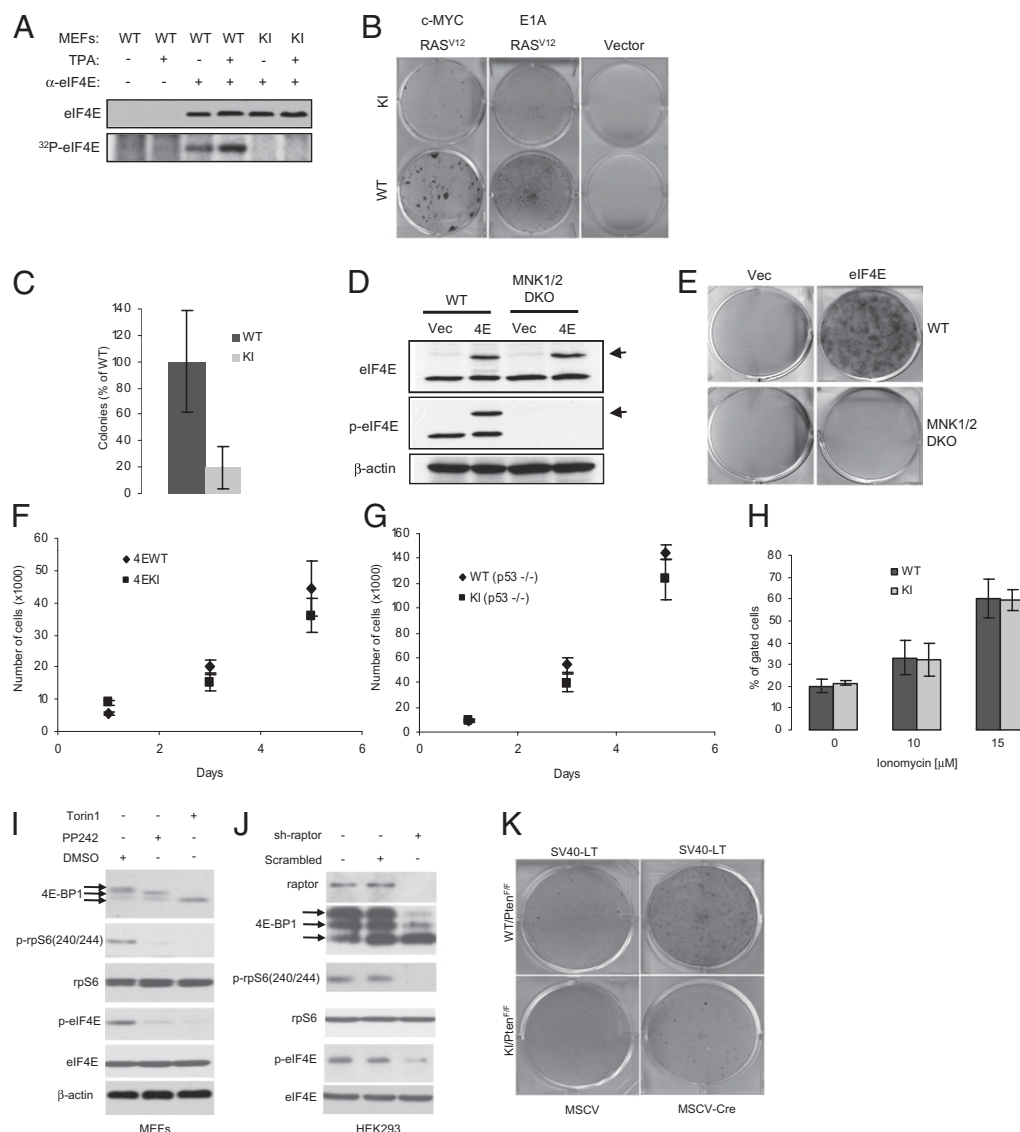 A
MEFs: WT WT WT WT KI KI
TPA: - + - + - +
α-eIF4E: - - + + + +
eIF4E
³²P-eIF4E
B
c-MYC E1A
RASⱽ¹² RASⱽ¹² Vector
KI
WT
C
Colonies (% of WT)
140
120
100
80
60
40
20
0
WT
KI
D
WT MNK1/2 DKO
Vec 4E Vec 4E
eIF4E
p-eIF4E
β-actin
E
Vec eIF4E
WT
MNK1/2
DKO
F
Number of cells (x1000)
60
50
40
30
20
10
0
4EWT
4EKI
0 2 4 6
Days
G
Number of cells (x1000)
160
140
120
100
80
60
40
20
0
WT (p53 -/-)
KI (p53 -/-)
0 2 4 6
Days
H
% of gated cells
80
70
60
50
40
30
20
10
0
WT
KI
0 10 15
Ionomycin [µM]
I
Torin1 - - +
PP242 - + -
DMSO + - -
4E-BP1
p-rpS6(240/244)
rpS6
p-eIF4E
eIF4E
β-actin
MEFs
J
sh-raptor - - +
Scrambled - + -
raptor
4E-BP1
p-rpS6(240/244)
rpS6
p-eIF4E
eIF4E
HEK293
K
SV40-LT SV40-LT
WT/Ptenᶠ/ᶠ
KI/Ptenᶠ/ᶠ
MSCV MSCV-Cre